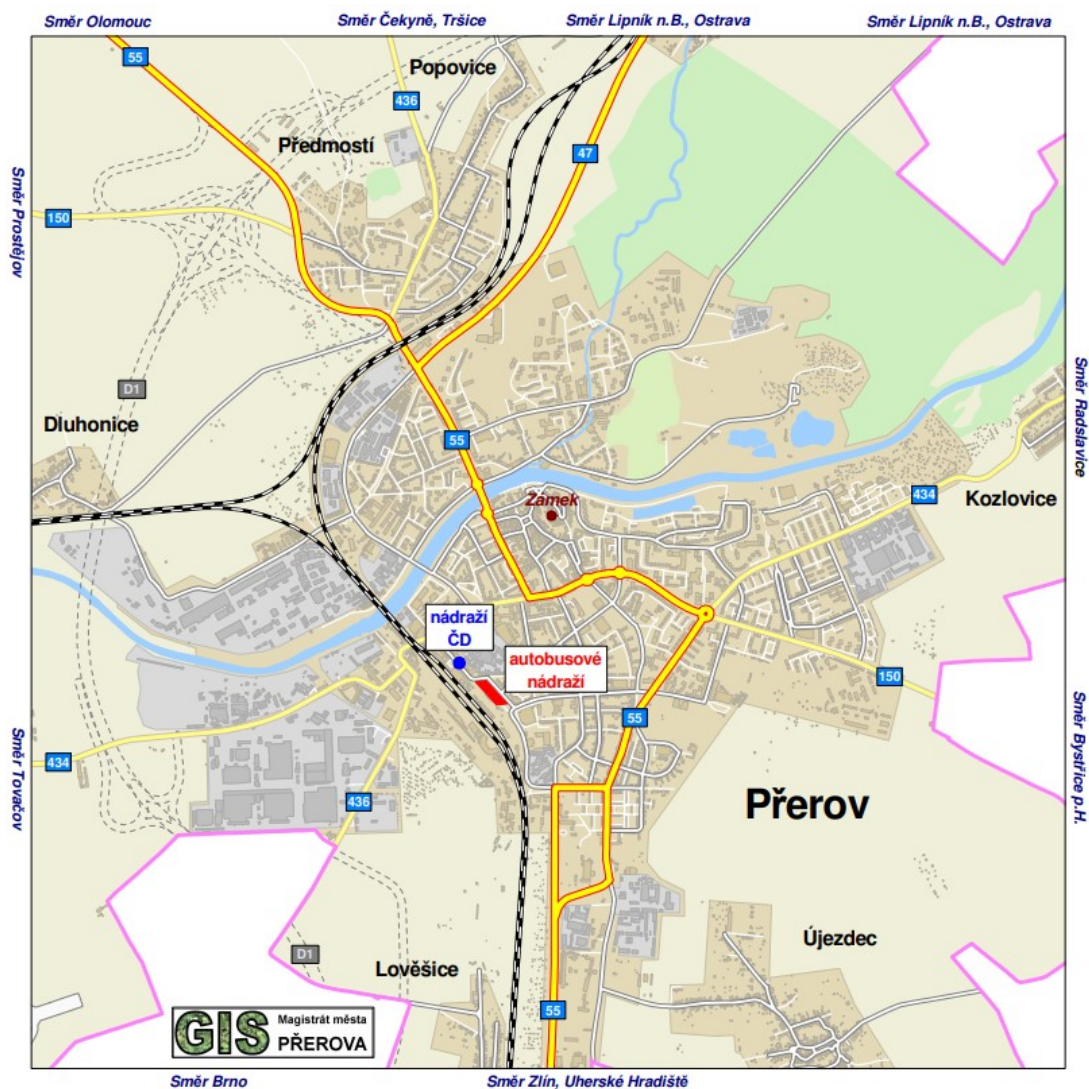 Směr Olomouc
Směr Čekyně, Tršice
Směr Lipník n.B., Ostrava
Směr Lipník n.B., Ostrava
55
Popovice
436
Předmostí
47
Směr Prostějov
150
Směr Radslavice
D1
Dluhonice
55
Zámek
434
Kozlovice
nádraží
ČD
autobusové
nádraží
150
55
Směr Tovačov
434
Směr Bystřice p.H.
436
Přerov
Újezdec
D1
Lověšice
55
GIS
Magistrát města
PŘEROVA
Směr Brno
Směr Zlín, Uherské Hradiště